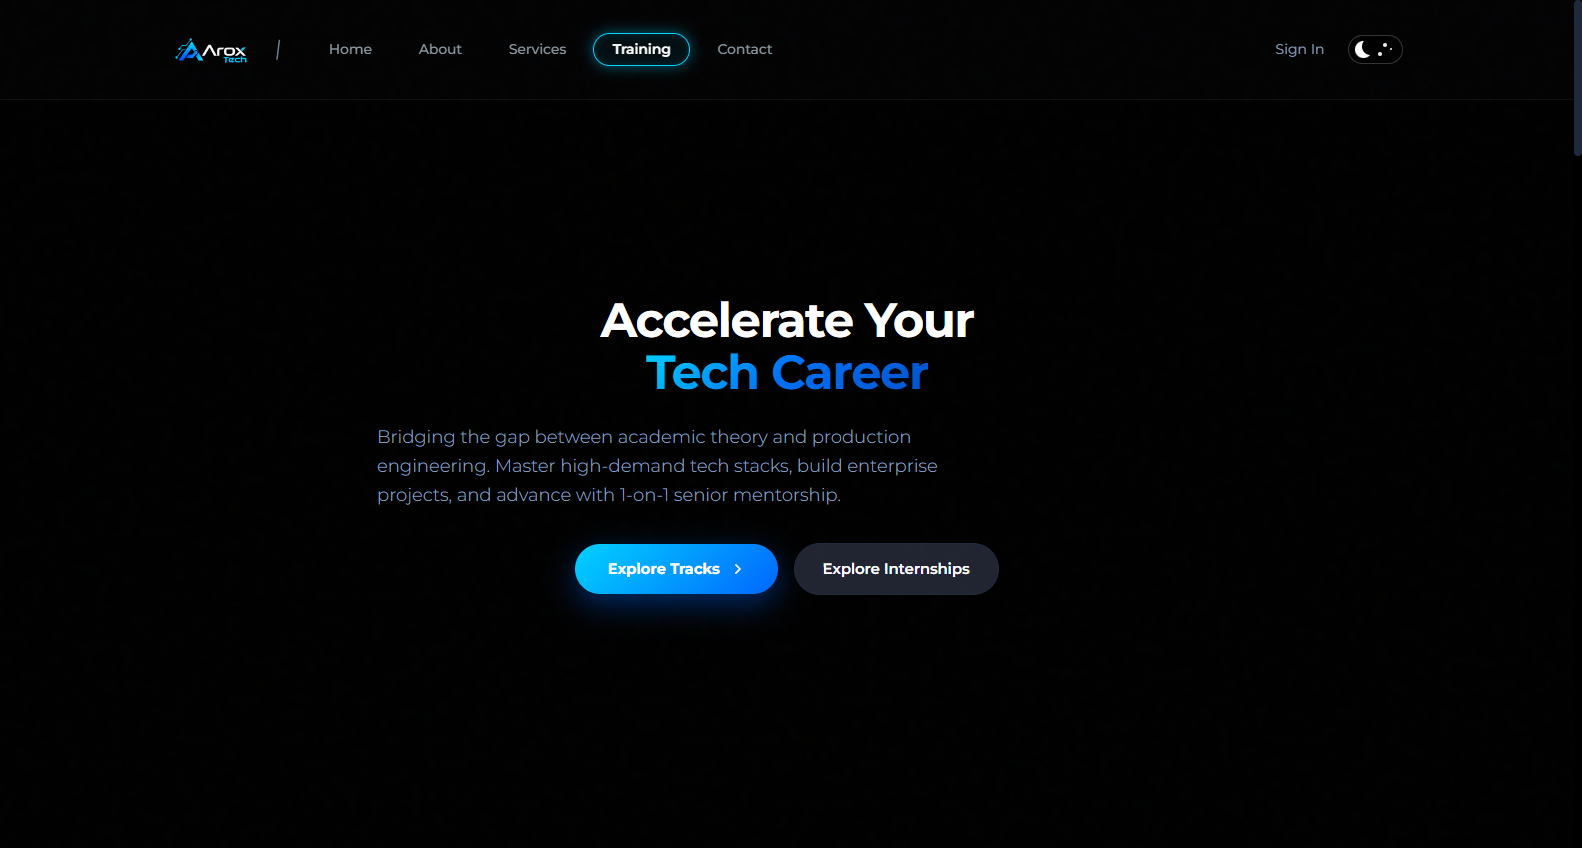 Arox
Tech
Home
About
Services
Training
Contact
Sign In
Accelerate Your
Tech Career
Bridging the gap between academic theory and production
engineering. Master high-demand tech stacks, build enterprise
projects, and advance with 1-on-1 senior mentorship.
Explore Tracks
Explore Internships